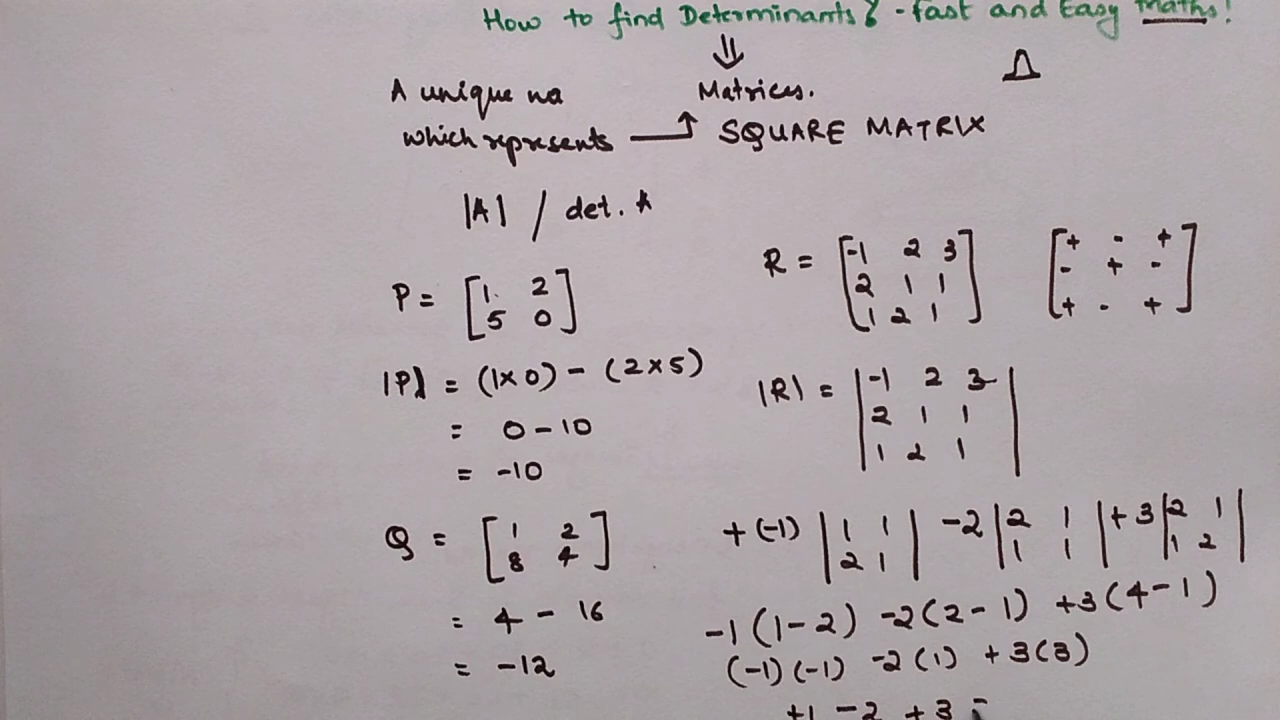 How to find Determinants? - fast and Easy Maths!
⇓
A unique no Matrices.
which represents → SQUARE MATRIX
|A| / det. A
P = [1. 2
5 0]
|P| = (1×0) - (2×5)
= 0 - 10
= -10
Q = [1 2
8 4]
= 4 - 16
= -12
R = [-1 2 3
2 1 1
1 2 1]
[+ - +
- + -
+ - +]
|R| = |-1 2 3
2 1 1
1 2 1|
+(-1) |1 1 -2 |2 1 +3 |2 1
2 1| 1 1| 1 2|
-1(1-2) -2(2-1) +3(4-1)
(-1)(-1) -2(1) +3(3)
+1 -2 +3